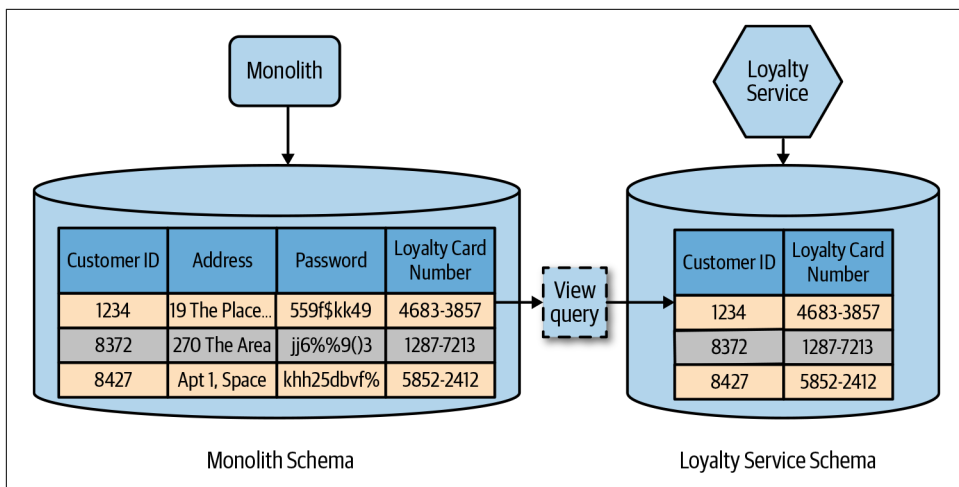 Monolith
Loyalty
Service
Customer ID
Address
Password
Loyalty Card
Number
1234
19 The Place...
559f$kk49
4683-3857
8372
270 The Area
jj6%%9()3
1287-7213
8427
Apt 1, Space
khh25dbvf%
5852-2412
View
query
Customer ID
Loyalty Card
Number
1234
4683-3857
8372
1287-7213
8427
5852-2412
Monolith Schema
Loyalty Service Schema